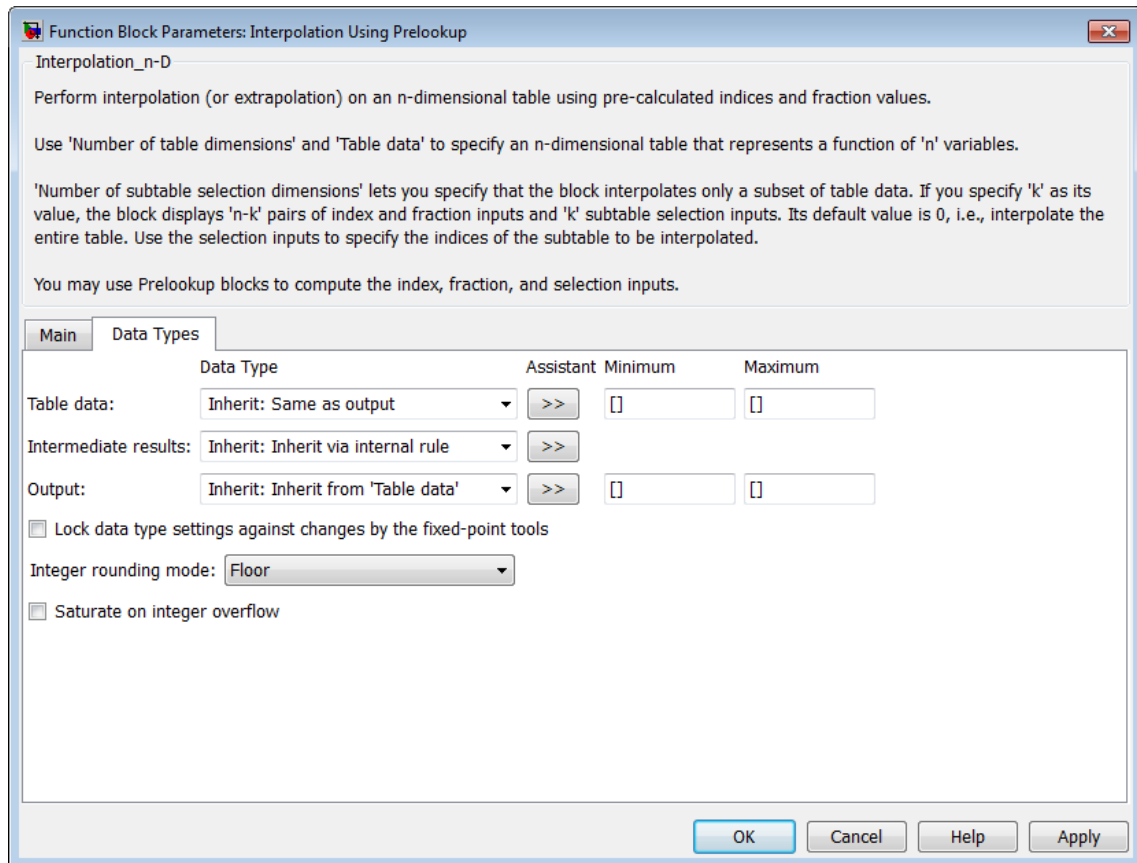 Function Block Parameters: Interpolation Using Prelookup
Interpolation_n-D
Perform interpolation (or extrapolation) on an n-dimensional table using pre-calculated indices and fraction values.
Use 'Number of table dimensions' and 'Table data' to specify an n-dimensional table that represents a function of 'n' variables.
'Number of subtable selection dimensions' lets you specify that the block interpolates only a subset of table data. If you specify 'k' as its
value, the block displays 'n-k' pairs of index and fraction inputs and 'k' subtable selection inputs. Its default value is 0, i.e., interpolate the
entire table. Use the selection inputs to specify the indices of the subtable to be interpolated.
You may use Prelookup blocks to compute the index, fraction, and selection inputs.
Main Data Types
Data Type Assistant Minimum Maximum
Table data: Inherit: Same as output >> [] []
Intermediate results: Inherit: Inherit via internal rule >>
Output: Inherit: Inherit from 'Table data' >> [] []
Lock data type settings against changes by the fixed-point tools
Integer rounding mode: Floor
Saturate on integer overflow
OK Cancel Help Apply